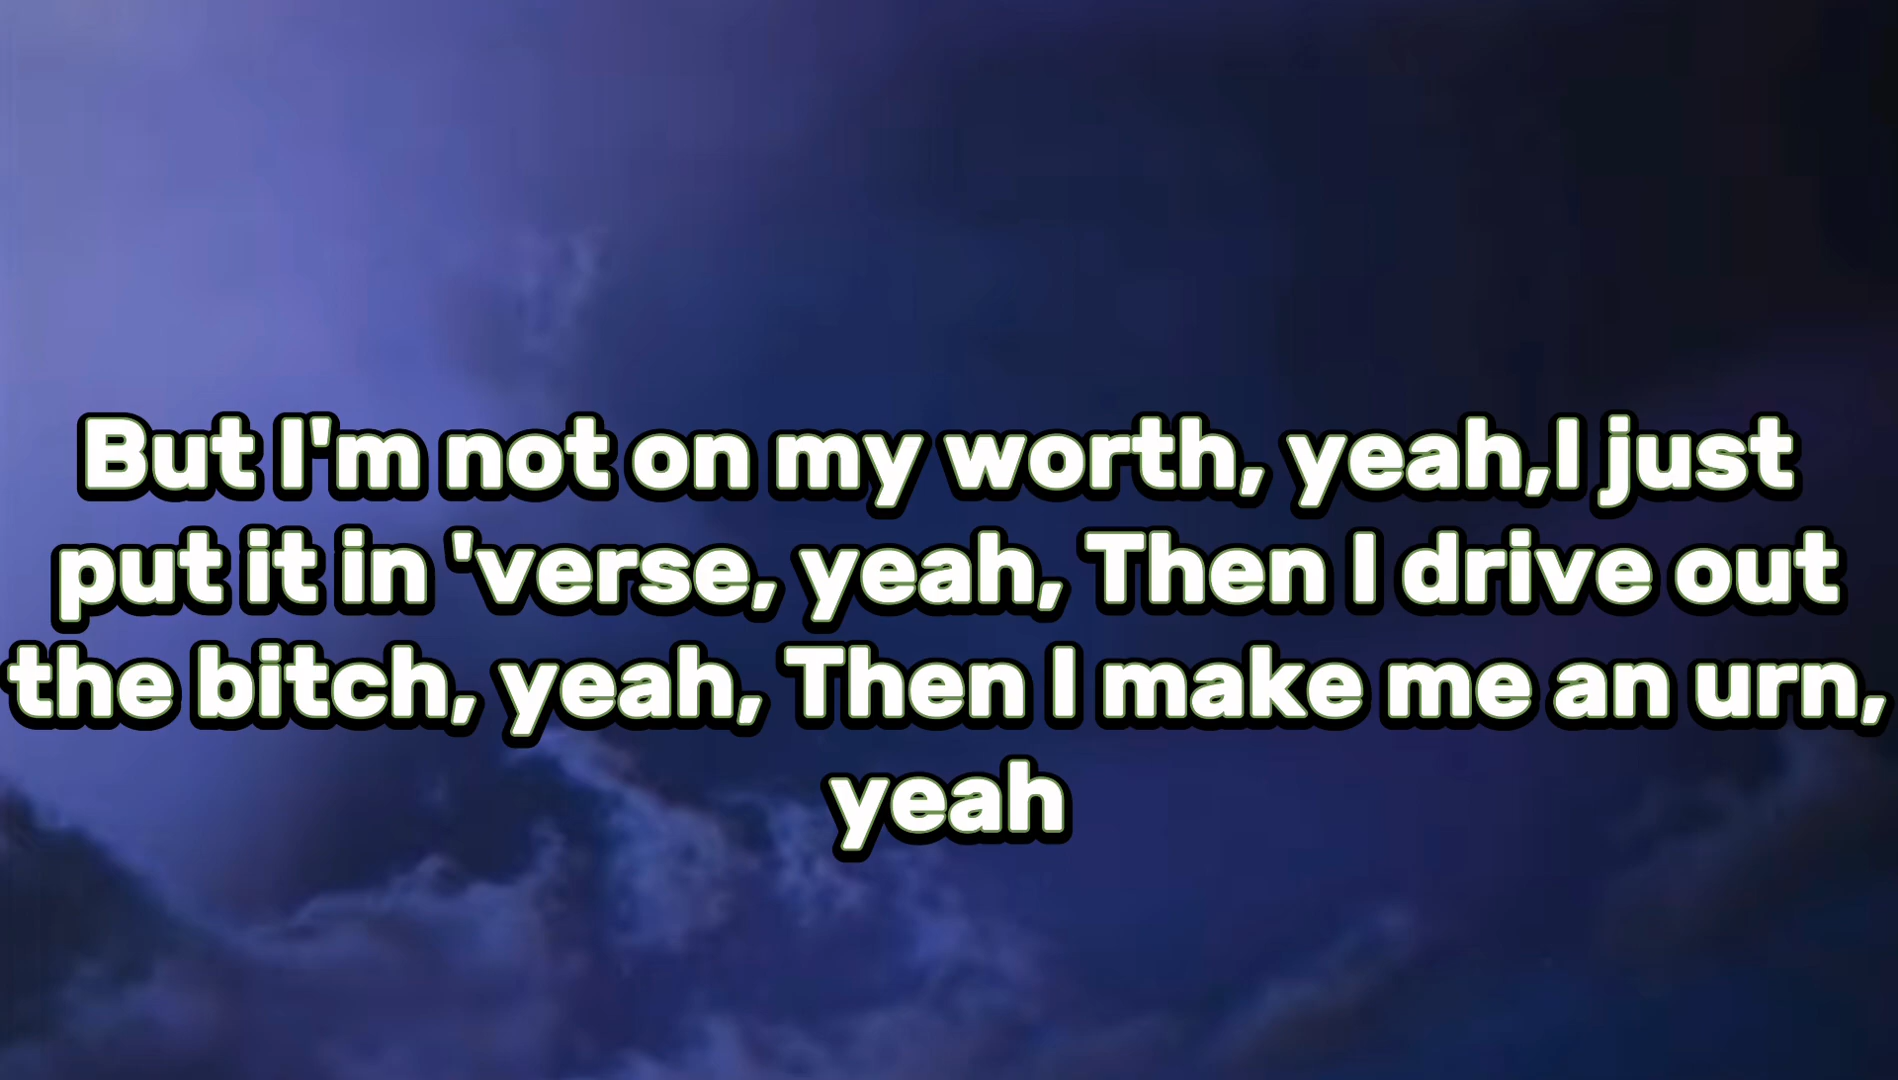 But I'm not on my worth, yeah,I just
put it in 'verse, yeah, Then I drive out
the bitch, yeah, Then I make me an urn,
yeah